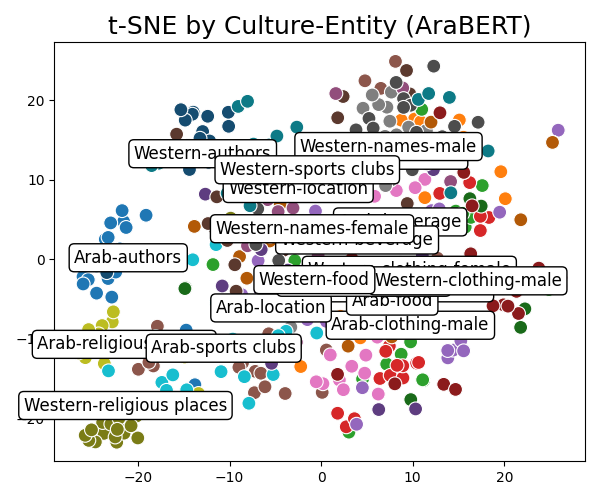 t-SNE by Culture-Entity (AraBERT)
20
10
0
Western-names-male
Western-authors
Western-sports clubs
Western-location
Western-names-female
Western-beverage
Arab-authors
Western-food
Western-clothing-male
Arab-location
Arab-food
Arab-clothing-male
Arab-religious
Arab-sports clubs
Western-religious places
−20
−10
0
10
20